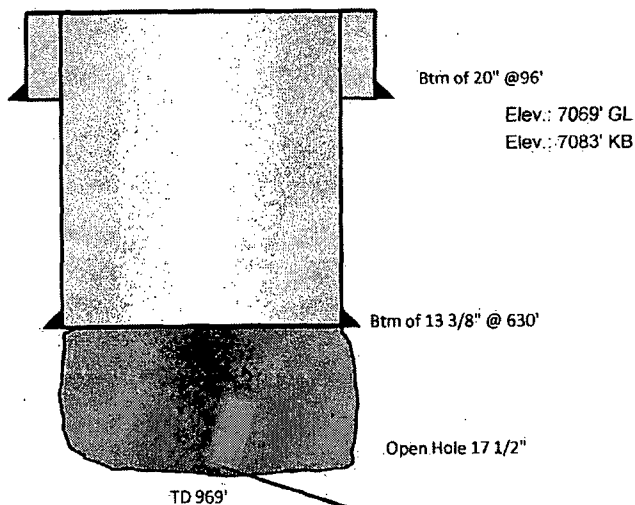 Btm of 20" @96'
Elev.: 7069' GL
Elev.: 7083' KB
Btm of 13 3/8" @ 630'
Open Hole 17 1/2"
TD 969'